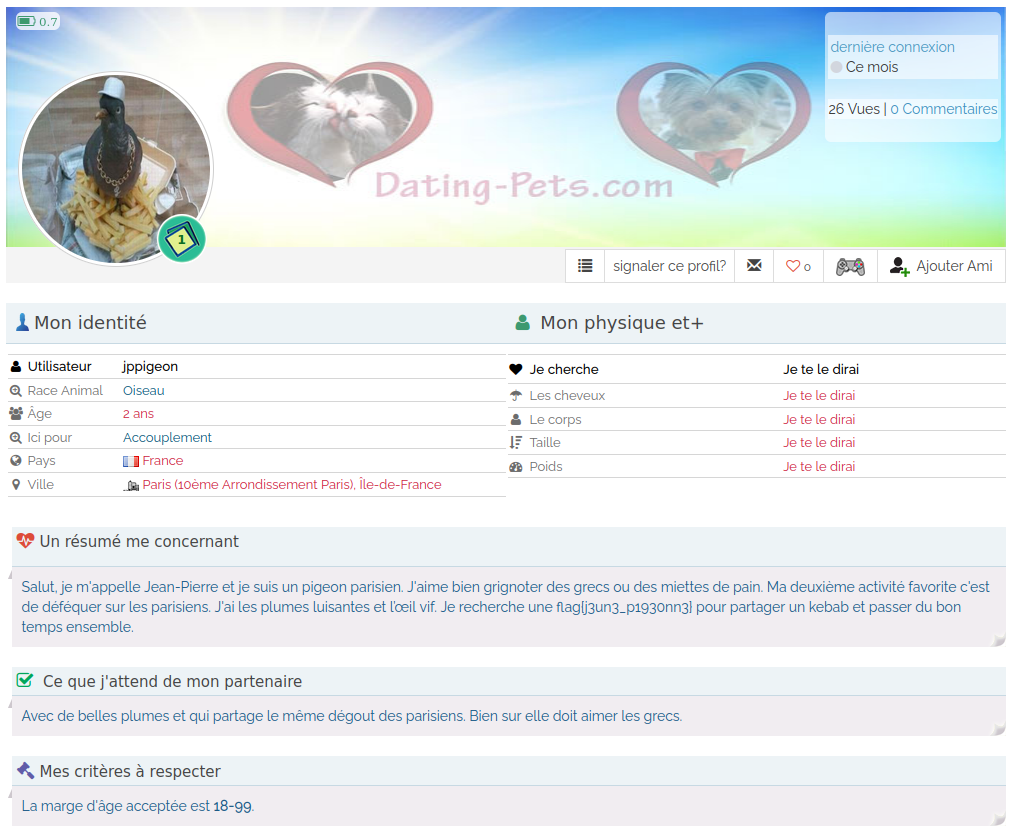 0.7
dernière connexion
Ce mois
26 Vues | 0 Commentaires
Dating-Pets.com
1
signaler ce profil?
0
Ajouter Ami
Mon identité
Utilisateur jppigeon
Race Animal Oiseau
Âge 2 ans
Ici pour Accouplement
Pays France
Ville Paris (10ème Arrondissement Paris), Île-de-France
Mon physique et+
Je cherche Je te le dirai
Les cheveux Je te le dirai
Le corps Je te le dirai
Taille Je te le dirai
Poids Je te le dirai
Un résumé me concernant
Salut, je m'appelle Jean-Pierre et je suis un pigeon parisien. J'aime bien grignoter des grecs ou des miettes de pain. Ma deuxième activité favorite c'est
de déféquer sur les parisiens. J'ai les plumes luisantes et l'œil vif. Je recherche une flag{j3un3_p1930nn3} pour partager un kebab et passer du bon
temps ensemble.
Ce que j'attend de mon partenaire
Avec de belles plumes et qui partage le même dégout des parisiens. Bien sur elle doit aimer les grecs.
Mes critères à respecter
La marge d'âge acceptée est 18-99.